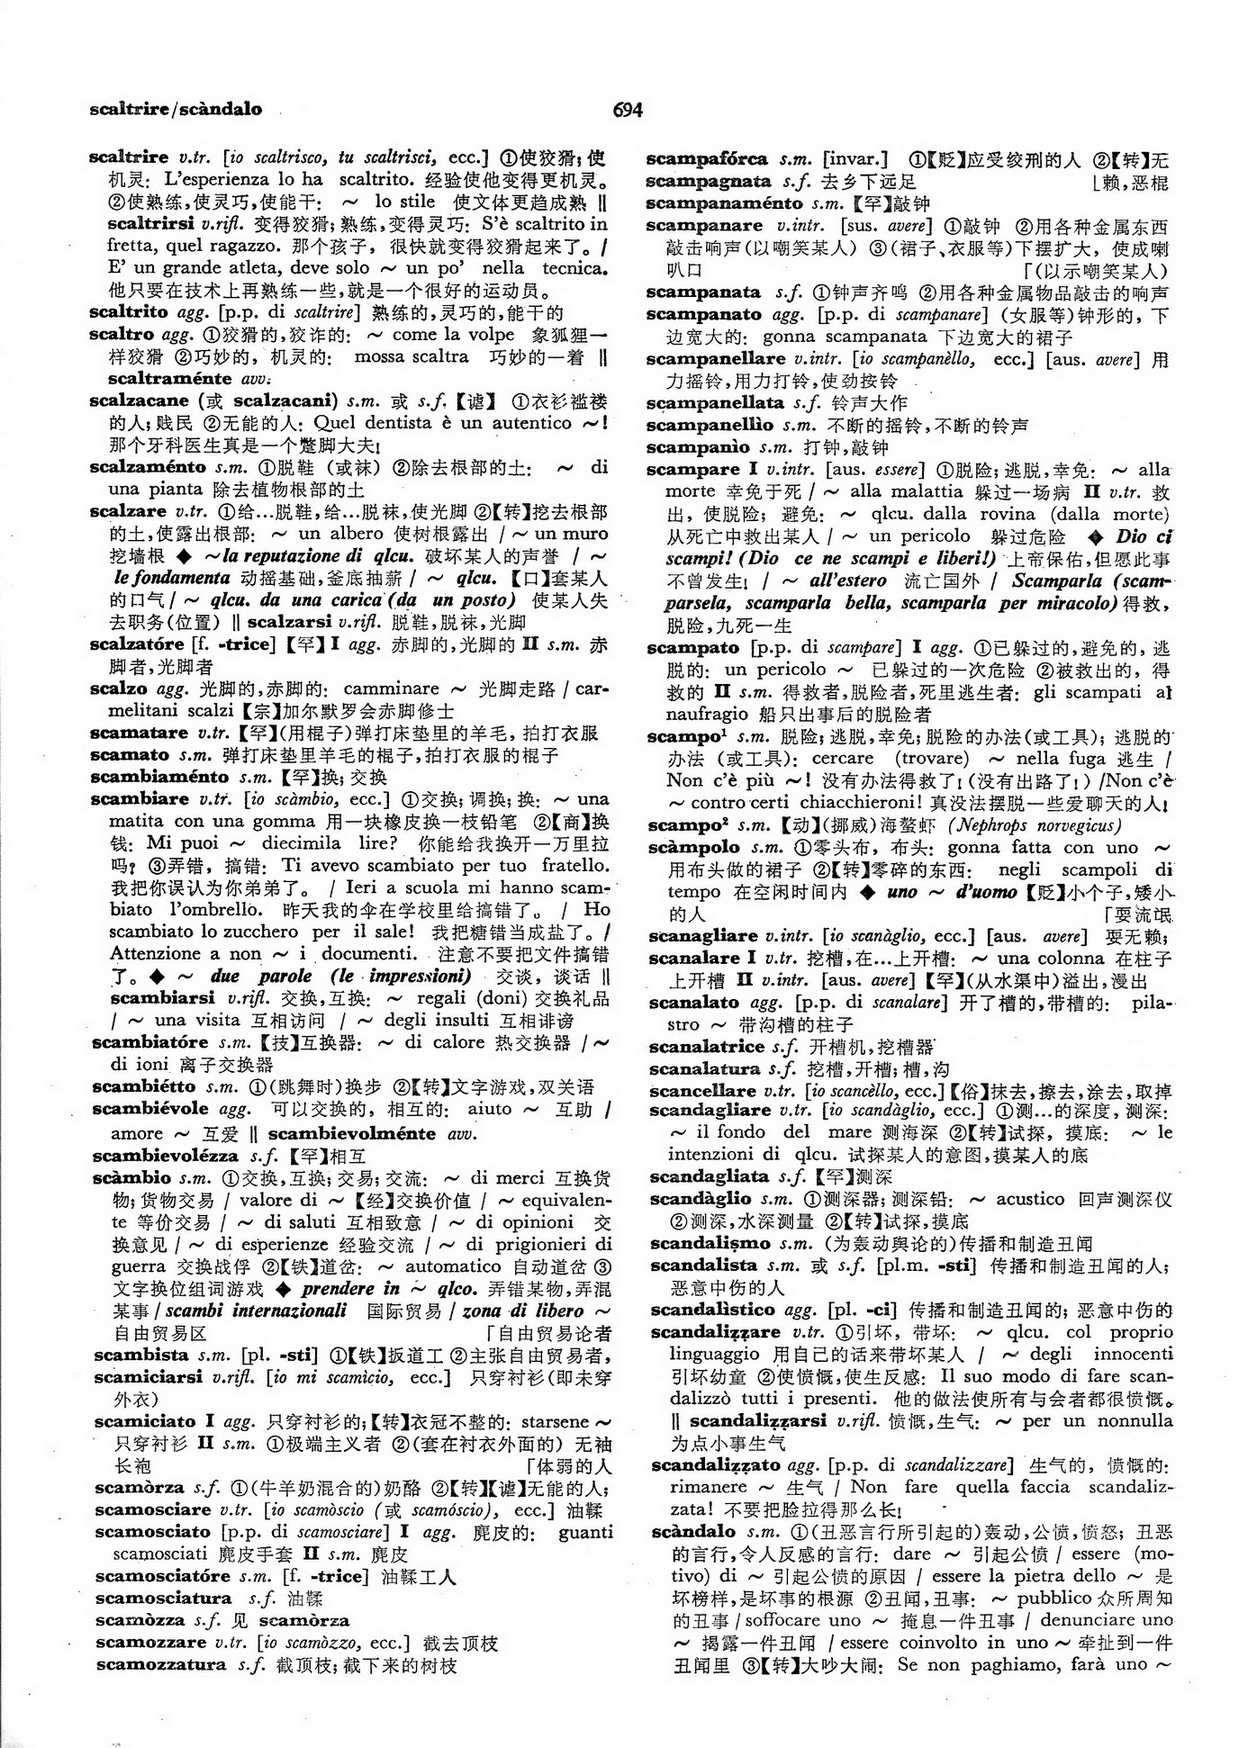 scaltrire/scàndalo
694
scaltrire v.tr. [io scaltrisco, tu scaltrisci, ecc.] ①使狡猾; 使
机灵: L'esperienza lo ha scaltrito. 经验使他变得更机灵。
②使熟练,使灵巧,使能干: ～ lo stile 使文体更趋成熟 ‖
scaltrirsi v.rifl. 变得狡猾; 熟练,变得灵巧: S'è scaltrito in
fretta, quel ragazzo. 那个孩子, 很快就变得狡猾起来了。/
E' un grande atleta, deve solo ～ un po' nella tecnica.
他只要在技术上再熟练一些,就是一个很好的运动员。
scaltrito agg. [p.p. di scaltrire] 熟练的,灵巧的,能干的
scaltro agg. ①狡猾的,狡诈的: ～ come la volpe 象狐狸一
样狡猾 ②巧妙的, 机灵的: mossa scaltra 巧妙的一着 ‖
scaltraménte avv.
scalzacane (或 scalzacani) s.m. 或 s.f.【谑】 ①衣衫褴褛
的人; 贱民 ②无能的人: Quel dentista è un autentico ～!
那个牙科医生真是一个蹩脚大夫!
scalzaménto s.m. ①脱鞋 (或袜) ②除去根部的土: ～ di
una pianta 除去植物根部的土
scalzare v.tr. ①给…脱鞋,给…脱袜,使光脚 ②【转】挖去根部
的土,使露出根部: ～ un albero 使树根露出 / ～ un muro
挖墙根 ◆ ～la reputazione di qlcu. 破坏某人的声誉 / ～
le fondamenta 动摇基础,釜底抽薪 / ～ qlcu. 【口】套某人
的口气/ ～ qlcu. da una carica (da un posto) 使某人失
去职务(位置) ‖ scalzarsi v.rifl. 脱鞋,脱袜,光脚
scalzatóre [f. -trice]【罕】I agg. 赤脚的,光脚的 II s.m. 赤
脚者,光脚者
scalzo agg. 光脚的,赤脚的: camminare ～ 光脚走路 / car-
melitani scalzi【宗】加尔默罗会赤脚修士
scamatare v.tr.【罕】(用棍子)弹打床垫里的羊毛, 拍打衣服
scamato s.m. 弹打床垫里羊毛的棍子,拍打衣服的棍子
scambiaménto s.m.【罕】换; 交换
scambiare v.tr. [io scàmbio, ecc.] ①交换; 调换; 换: ～ una
matita con una gomma 用一块橡皮换一枝铅笔 ②【商】换
钱: Mi puoi ～ diecimila lire? 你能给我换开一万里拉
吗? ③弄错, 搞错: Ti avevo scambiato per tuo fratello.
我把你误认为你弟弟了。 / Ieri a scuola mi hanno scam-
biato l'ombrello. 昨天我的伞在学校里给搞错了。 / Ho
scambiato lo zucchero per il sale! 我把糖错当成盐了。/
Attenzione a non ～ i documenti. 注意不要把文件搞错
了。◆ ～ due parole (le impressioni) 交谈, 谈话 ‖
scambiarsi v.rifl. 交换,互换: ～ regali (doni) 交换礼品
/ ～ una visita 互相访问 / ～ degli insulti 互相诽谤
scambiatóre s.m.【技】互换器: ～ di calore 热交换器 /～
di ioni 离子交换器
scambiétto s.m. ①(跳舞时)换步 ②【转】文字游戏,双关语
scambiévole agg. 可以交换的, 相互的: aiuto ～ 互助 /
amore ～ 互爱 ‖ scambievolménte avv.
scambievolézza s.f.【罕】相互
scàmbio s.m. ①交换,互换; 交易; 交流: ～ di merci 互换货
物; 货物交易 / valore di ～【经】交换价值 / ～ equivalen-
te 等价交易 / ～ di saluti 互相致意 / ～ di opinioni 交
换意见 / ～ di esperienze 经验交流 / ～ di prigionieri di
guerra 交换战俘 ②【铁】道岔: ～ automatico 自动道岔 ③
文字换位组词游戏 ◆ prendere in ～ qlco. 弄错某物,弄混
某事 / scambi internazionali 国际贸易 / zona di libero ～
自由贸易区 「自由贸易论者
scambista s.m. [pl. -sti] ①【铁】扳道工 ②主张自由贸易者,
scamiciarsi v.rifl. [io mi scamìcio, ecc.] 只穿衬衫(即未穿
外衣)
scamiciato I agg. 只穿衬衫的;【转】衣冠不整的: starsene ～
只穿衬衫 II s.m. ①极端主义者 ②(套在衬衣外面的) 无袖
长袍 「体弱的人
scamòrza s.f. ①(牛羊奶混合的)奶酪 ②【转】【谑】无能的人;
scamosciare v.tr. [io scamòscio (或 scamóscio), ecc.] 油鞣
scamosciato [p.p. di scamosciare] I agg. 麂皮的: guanti
scamosciati 麂皮手套 II s.m. 麂皮
scamosciatóre s.m. [f. -trice] 油鞣工人
scamosciatura s.f. 油鞣
scamòzza s.f. 见 scamòrza
scamozzare v.tr. [io scamòzzo, ecc.] 截去顶枝
scamozzatura s.f. 截顶枝; 截下来的树枝
scampafórca s.m. [invar.] ①【贬】应受绞刑的人 ②【转】无
scampagnata s.f. 去乡下远足 ⌊赖,恶棍
scampanaménto s.m.【罕】敲钟
scampanare v.intr. [sus. avere] ①敲钟 ②用各种金属东西
敲击响声(以嘲笑某人) ③(裙子、衣服等)下摆扩大, 使成喇
叭口 「(以示嘲笑某人)
scampanata s.f. ①钟声齐鸣 ②用各种金属物品敲击的响声
scampanato agg. [p.p. di scampanare] (女服等)钟形的, 下
边宽大的: gonna scampanata 下边宽大的裙子
scampanellare v.intr. [io scampanèllo, ecc.] [aus. avere] 用
力摇铃,用力打铃,使劲按铃
scampanellata s.f. 铃声大作
scampanellìo s.m. 不断的摇铃,不断的铃声
scampanìo s.m. 打钟,敲钟
scampare I v.intr. [aus. essere] ①脱险; 逃脱,幸免: ～ alla
morte 幸免于死 / ～ alla malattia 躲过一场病 II v.tr. 救
出, 使脱险; 避免: ～ qlcu. dalla rovina (dalla morte)
从死亡中救出某人 / ～ un pericolo 躲过危险 ◆ Dio ci
scampi! (Dio ce ne scampi e liberi!) 上帝保佑,但愿此事
不曾发生! / ～ all'estero 流亡国外 / Scamparla (scam-
parsela, scamparla bella, scamparla per miracolo) 得救,
脱险,九死一生
scampato [p.p. di scampare] I agg. ①已躲过的,避免的, 逃
脱的: un pericolo ～ 已躲过的一次危险 ②被救出的, 得
救的 II s.m. 得救者,脱险者,死里逃生者: gli scampati al
naufragio 船只出事后的脱险者
scampo¹ s.m. 脱险; 逃脱,幸免; 脱险的办法(或工具); 逃脱的
办法 (或工具): cercare (trovare) ～ nella fuga 逃生 /
Non c'è più ～! 没有办法得救了! (没有出路了!) /Non c'è
～ contro certi chiacchieroni! 真没法摆脱一些爱聊天的人!
scampo² s.m.【动】(挪威)海螯虾 (Nephrops norvegicus)
scàmpolo s.m. ①零头布, 布头: gonna fatta con uno ～
用布头做的裙子 ②【转】零碎的东西: negli scampoli di
tempo 在空闲时间内 ◆ uno ～ d'uomo【贬】小个子,矮小
的人 「耍流氓
scanagliare v.intr. [io scanàglio, ecc.] [aus. avere] 耍无赖;
scanalare I v.tr. 挖槽,在…上开槽: ～ una colonna 在柱子
上开槽 II v.intr. [aus. avere]【罕】(从水渠中)溢出,漫出
scanalato agg. [p.p. di scanalare] 开了槽的,带槽的: pila-
stro ～ 带沟槽的柱子
scanalatrice s.f. 开槽机,挖槽器
scanalatura s.f. 挖槽,开槽; 槽,沟
scancellare v.tr. [io scancèllo, ecc.]【俗】抹去,擦去,涂去,取掉
scandagliare v.tr. [io scandàglio, ecc.] ①测…的深度, 测深:
～ il fondo del mare 测海深 ②【转】试探, 摸底: ～ le
intenzioni di qlcu. 试探某人的意图,摸某人的底
scandagliata s.f.【罕】测深
scandàglio s.m. ①测深器; 测深铅: ～ acustico 回声测深仪
②测深,水深测量 ②【转】试探,摸底
scandalismo s.m. (为轰动舆论的)传播和制造丑闻
scandalista s.m. 或 s.f. [pl.m. -sti] 传播和制造丑闻的人;
恶意中伤的人
scandalìstico agg. [pl. -ci] 传播和制造丑闻的; 恶意中伤的
scandalizzare v.tr. ①引坏, 带坏: ～ qlcu. col proprio
linguaggio 用自己的话来带坏某人 / ～ degli innocenti
引坏幼童 ②使愤慨,使生反感: Il suo modo di fare scan-
dalizzò tutti i presenti. 他的做法使所有与会者都很愤慨。
‖ scandalizzarsi v.rifl. 愤慨,生气: ～ per un nonnulla
为点小事生气
scandalizzato agg. [p.p. di scandalizzare] 生气的, 愤慨的:
rimanere ～ 生气 / Non fare quella faccia scandaliz-
zata! 不要把脸拉得那么长!
scàndalo s.m. ①(丑恶言行所引起的)轰动,公愤,愤怒; 丑恶
的言行,令人反感的言行: dare ～ 引起公愤 / essere (mo-
tivo) di ～ 引起公愤的原因 / essere la pietra dello ～ 是
坏榜样,是坏事的根源 ②丑闻,丑事: ～ pubblico 众所周知
的丑事 / soffocare uno ～ 掩息一件丑事 / denunciare uno
～ 揭露一件丑闻 / essere coinvolto in uno ～ 牵扯到一件
丑闻里 ③【转】大吵大闹: Se non paghiamo, farà uno ～